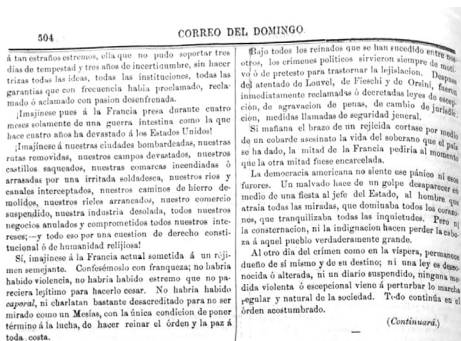 504
CORREO DEL DOMINGO
á tan estraños estremos, ella que no pudo soportar tres
dias de tempestad y tres años de incertidumbre, sin hacer
trizas todas las ideas, todas las instituciones, todas las
garantias que con frecuencia habia proclamado, recla-
mado ó aclamado con pasion desenfrenada.
¡Imajinese pues á la Francia presa durante cuatro
meses solamente de una guerra intestina como la que
hace cuatro años ha devastado á los Estados Unidos!
¡Imajinese á nuestras ciudades bombardeadas, nuestras
rutas removidas, nuestros campos devastados, nuestros
castillos saqueados, nuestras comarcas incendiadas ó
arrasadas por una irritada soldadesca, nuestros rios y
canales interceptados, nuestros caminos de hierro de-
molidos, nuestros rieles arrancados, nuestro comercio
suspendido, nuestra industria desolada, todos nuestros
negocios anulados y comprometidos todos nuestros inte-
reses;—y todo eso por una cuestion de derecho consti-
tucional ó de humanidad relijiosa!
Sí, imajinese á la Francia actual sometida á un réji-
men semejante. Confesémoslo con franqueza; no habria
habido violencia, no habria habido estremo que no pa-
reciera lejítimo para hacerlo cesar. No habria habido
caporal, ni charlatan bastante desacreditado para no ser
mirado como un Mesías, con la única condicion de poner
término á la lucha, de hacer reinar el órden y la paz á
toda costa.
Bajo todos los reinados que se han sucedido entre nos-
otros, los crímenes políticos sirvieron siempre de moti-
vo ó de pretesto para trastornar la lejislacion. Despues
del atentado de Louvel, de Fieschi y de Orsini, fueron
inmediatamente reclamadas ó decretadas leyes de escep-
cion, de agravacion de penas, de cambio de jurisdic-
cion, medidas llamadas de seguridad jeneral.
Si mañana el brazo de un rejicida cortase por medio
de un cobarde asesinato la vida del soberano que el pais
se ha dado, la mitad de la Francia pediria al momento
que la otra mitad fuese encarcelada.
La democracia americana no siente ese pánico ni esos
furores. Un malvado hace de un golpe desaparecer en
medio de una fiesta al jefe del Estado, al hombre que
atraia todas las miradas, que dominaba todos los corazo-
nes, que tranquilizaba todas las inquietudes. Pero ni
la consternacion, ni la indignacion hacen perder la cabe-
za á aquel pueblo verdaderamente grande.
Al otro dia del crímen como en la víspera, permanece
dueño de sí mismo y de su destino; ni una ley es desco-
nocida ó alterada, ni un diario suspendido, ninguna me-
dida violenta ó escepcional viene á perturbar la marcha
regular y natural de la sociedad. Todo continúa en el
órden acostumbrado.
(Continuará.)